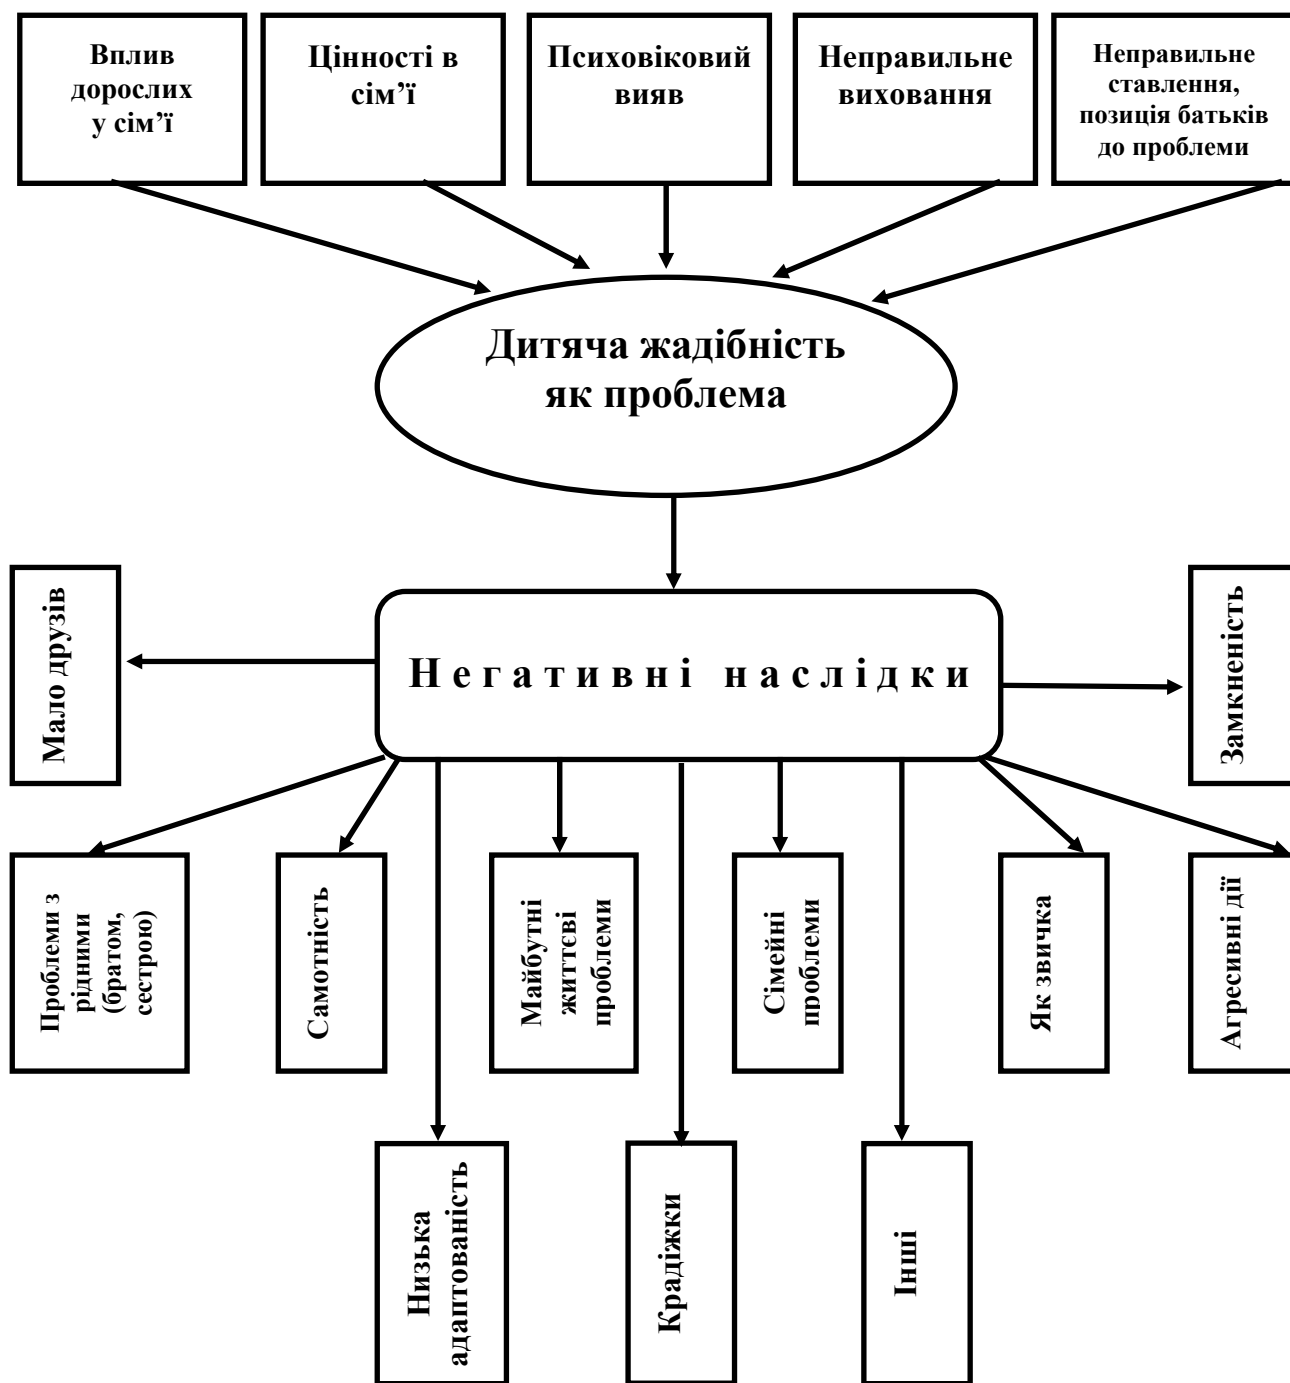 Вплив
дорослих
у сім’ї
Цінності в
сім’ї
Психовіковий
вияв
Неправильне
виховання
Неправильне
ставлення,
позиція батьків
до проблеми
Дитяча жадібність
як проблема
Мало друзів
Негативні наслідки
Замкненість
Проблеми з
рідними
(братом,
сестрою)
Самотність
Майбутні
життєві
проблеми
Сімейні
проблеми
Як звичка
Агресивні дії
Низька
адаптованість
Крадіжки
Інші